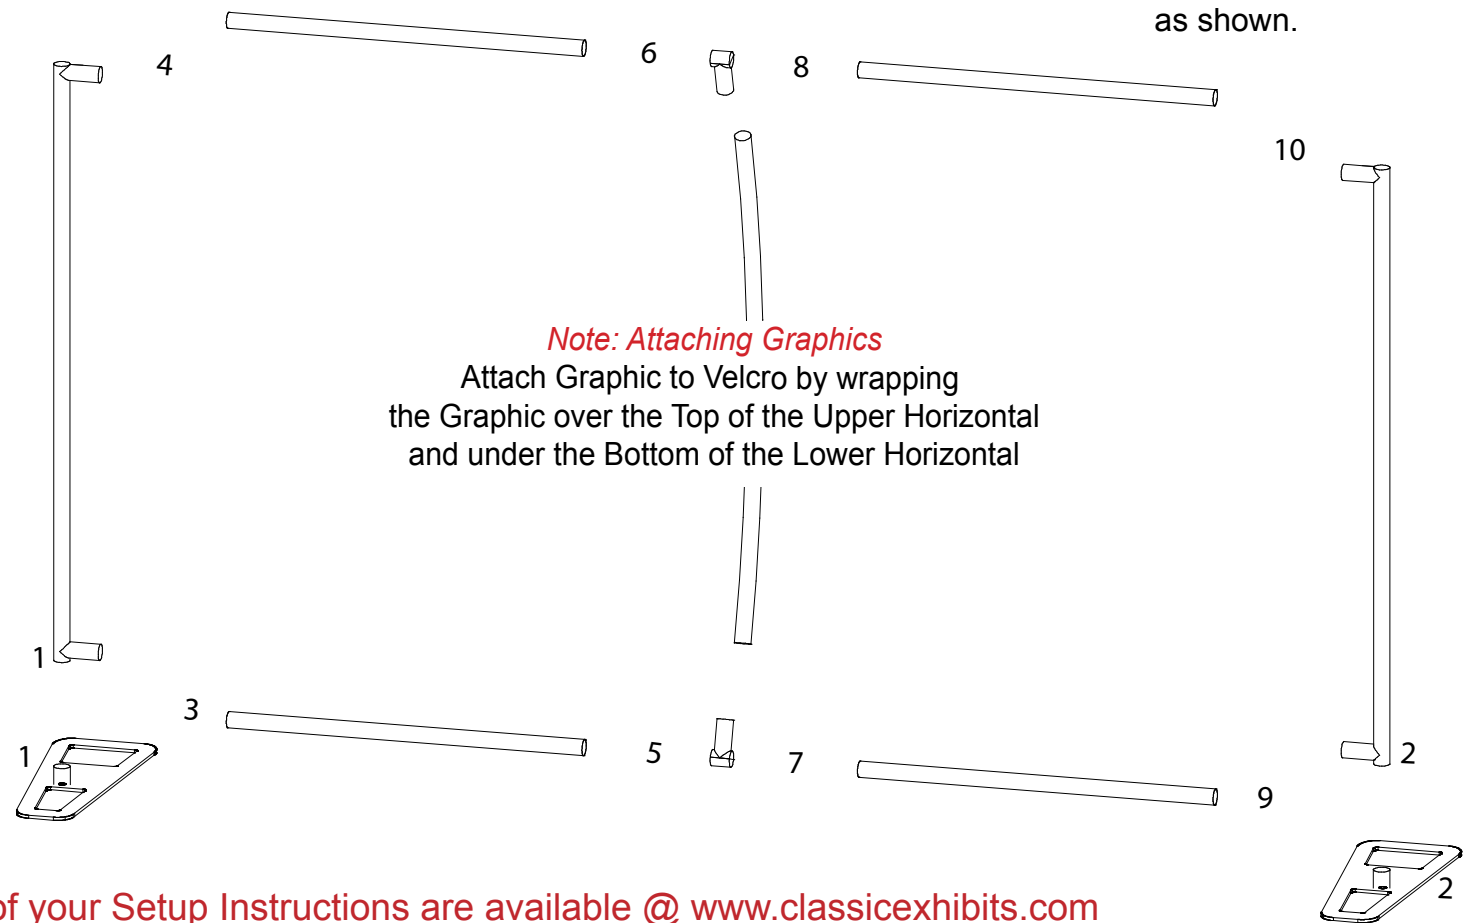 as shown.
4
6
8
10
Note: Attaching Graphics
Attach Graphic to Velcro by wrapping
the Graphic over the Top of the Upper Horizontal
and under the Bottom of the Lower Horizontal
1
3
1
5
7
2
9
2
of your Setup Instructions are available @ www.classicexhibits.com